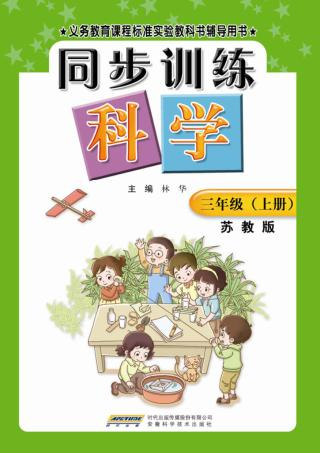 ★义务教育课程标准实验教科书辅导用书★
同步训练
科学
主 编 林 华
三年级（上册）
苏教版
时代出版传媒股份有限公司
安徽科学技术出版社